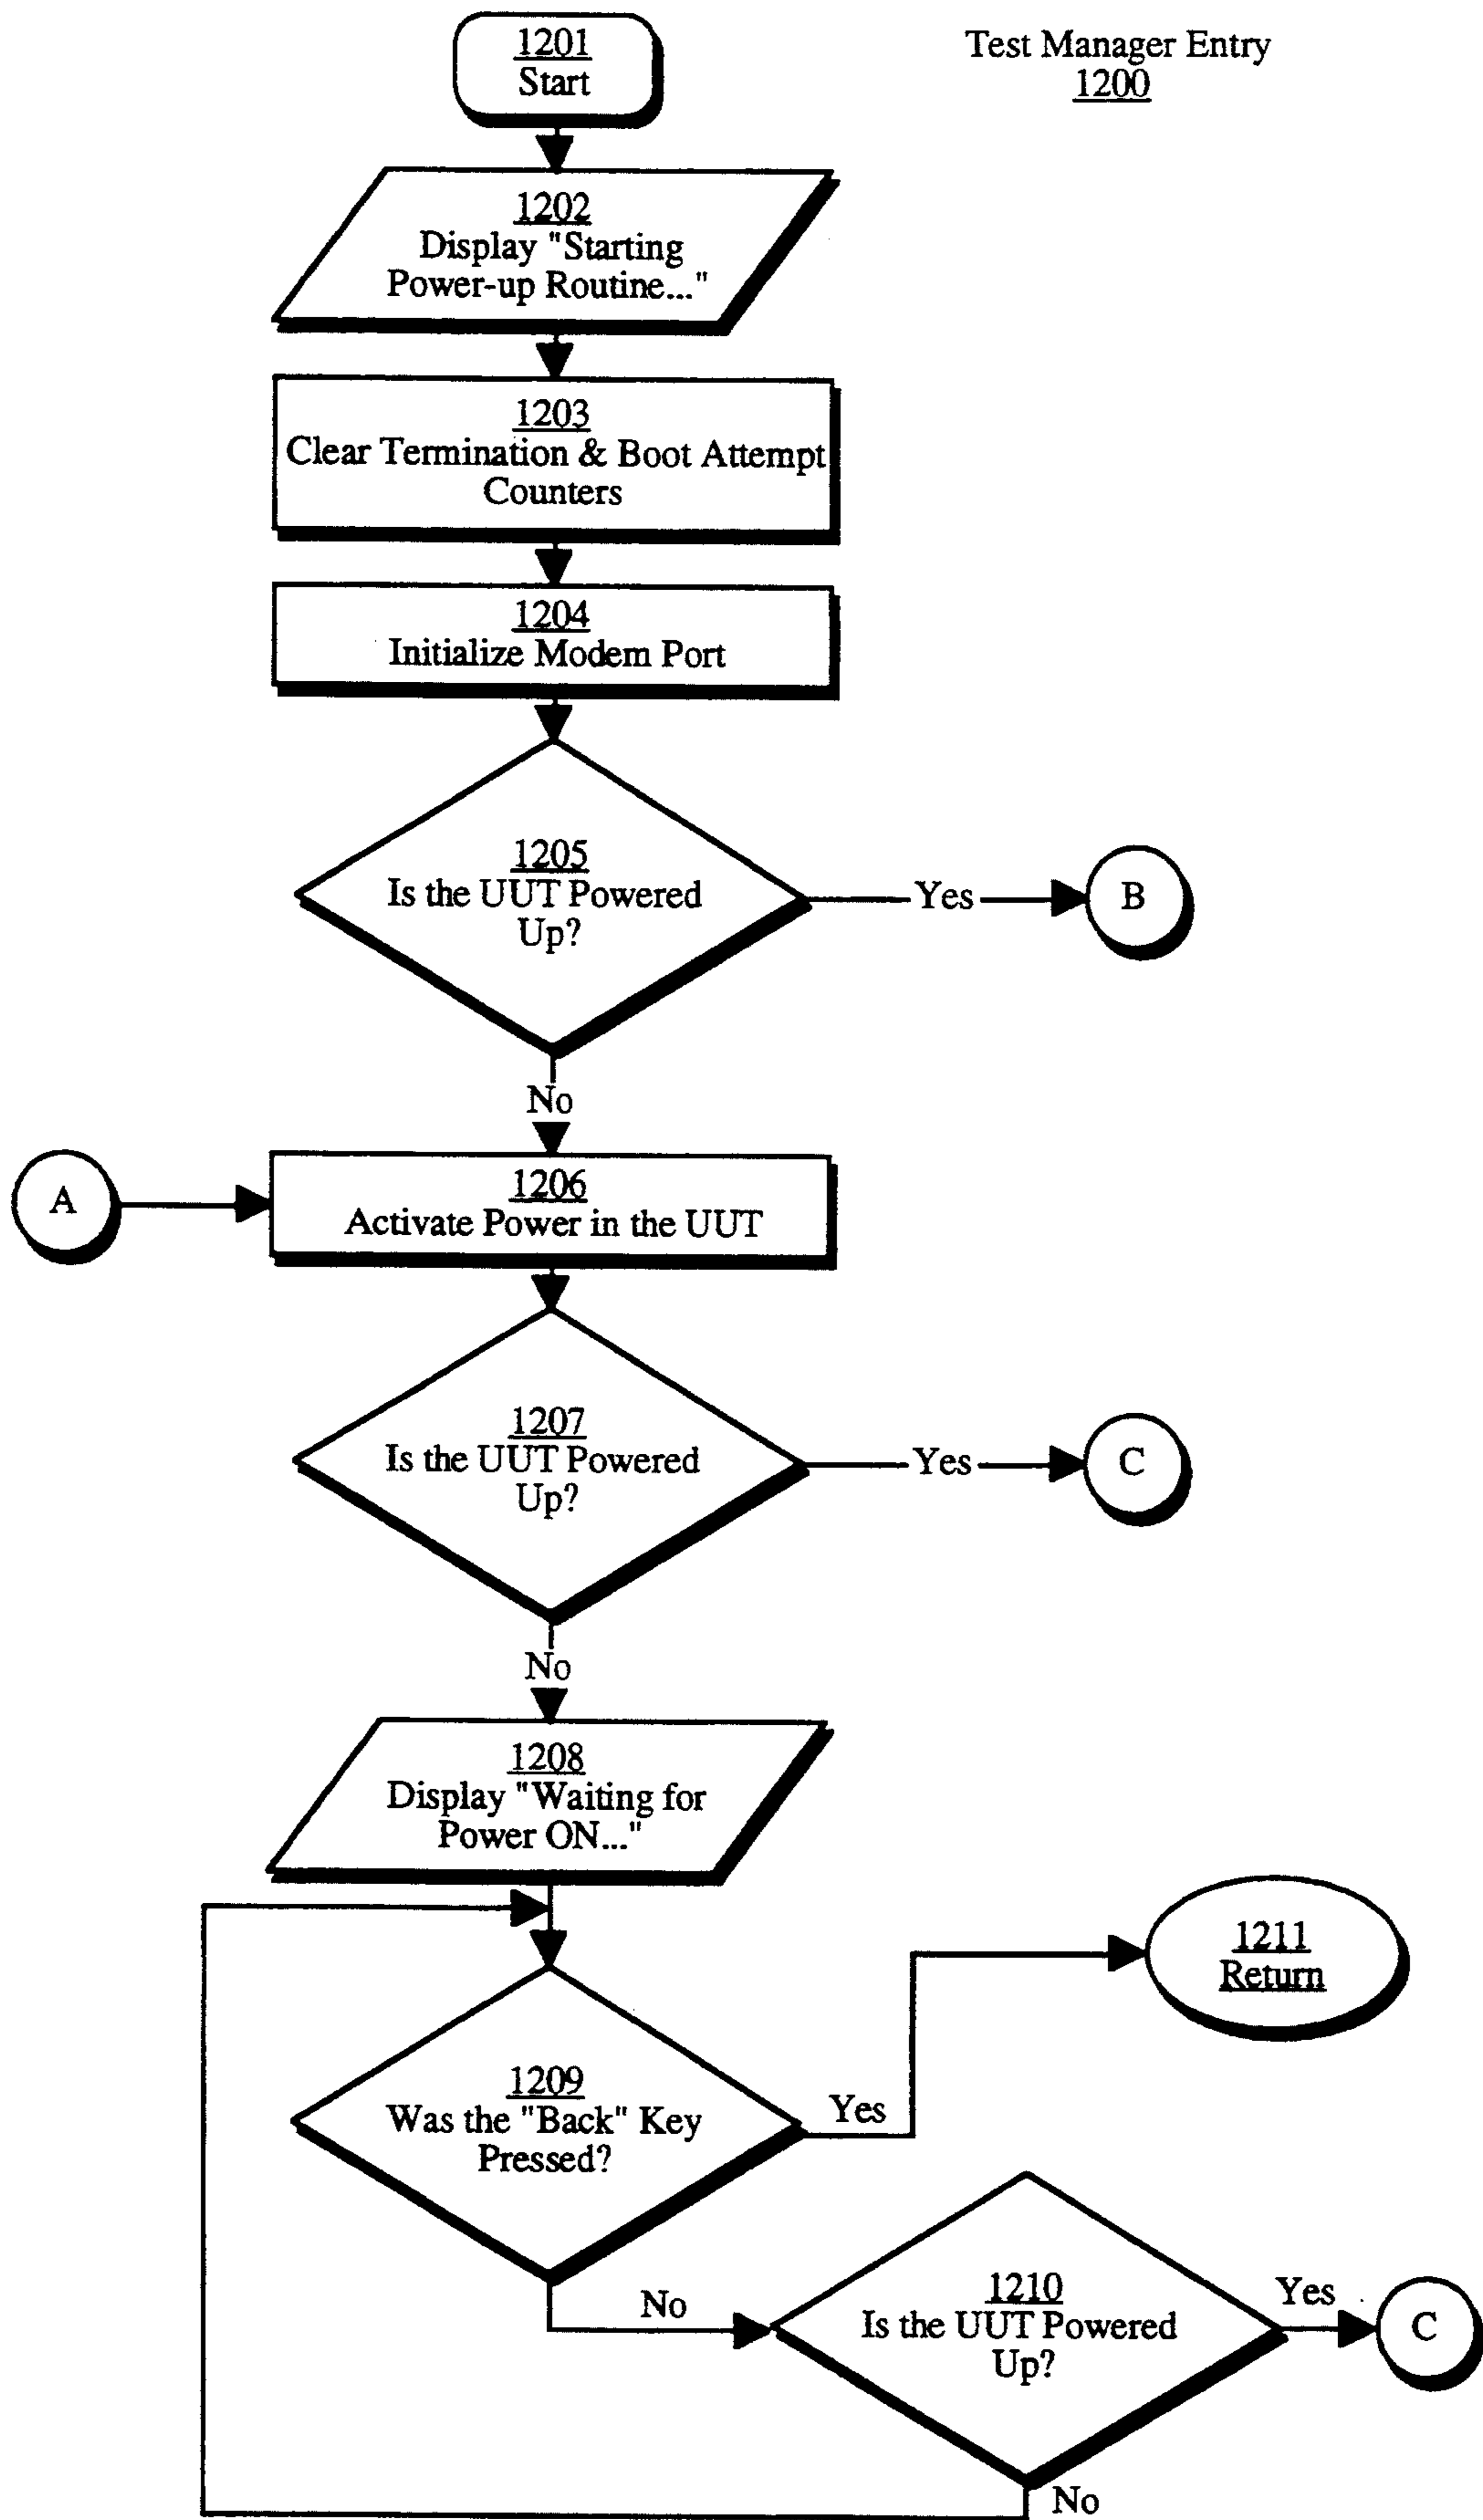 1201
Start
Test Manager Entry
1200
1202
Display "Starting
Power-up Routine..."
1203
Clear Termination & Boot Attempt
Counters
1204
Initialize Modem Port
1205
Is the UUT Powered
Up?
Yes
B
No
A
1206
Activate Power in the UUT
1207
Is the UUT Powered
Up?
Yes
C
No
1208
Display "Waiting for
Power ON..."
1211
Return
1209
Was the "Back" Key
Pressed?
Yes
No
1210
Is the UUT Powered
Up?
Yes
C
No